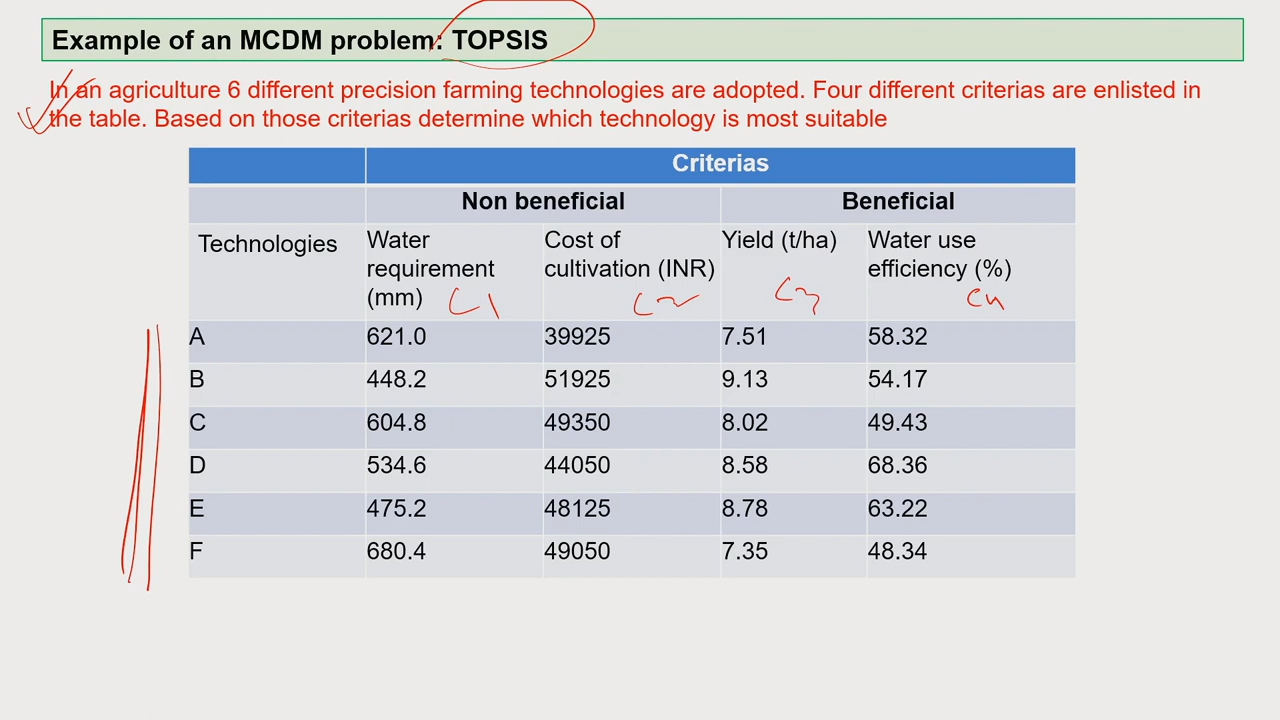 Example of an MCDM problem: TOPSIS
In an agriculture 6 different precision farming technologies are adopted. Four different criterias are enlisted in
the table. Based on those criterias determine which technology is most suitable
Criterias
Non beneficial Beneficial
Technologies Water requirement (mm) Cost of cultivation (INR) Yield (t/ha) Water use efficiency (%)
C1 C2 C3 C4
A 621.0 39925 7.51 58.32
B 448.2 51925 9.13 54.17
C 604.8 49350 8.02 49.43
D 534.6 44050 8.58 68.36
E 475.2 48125 8.78 63.22
F 680.4 49050 7.35 48.34